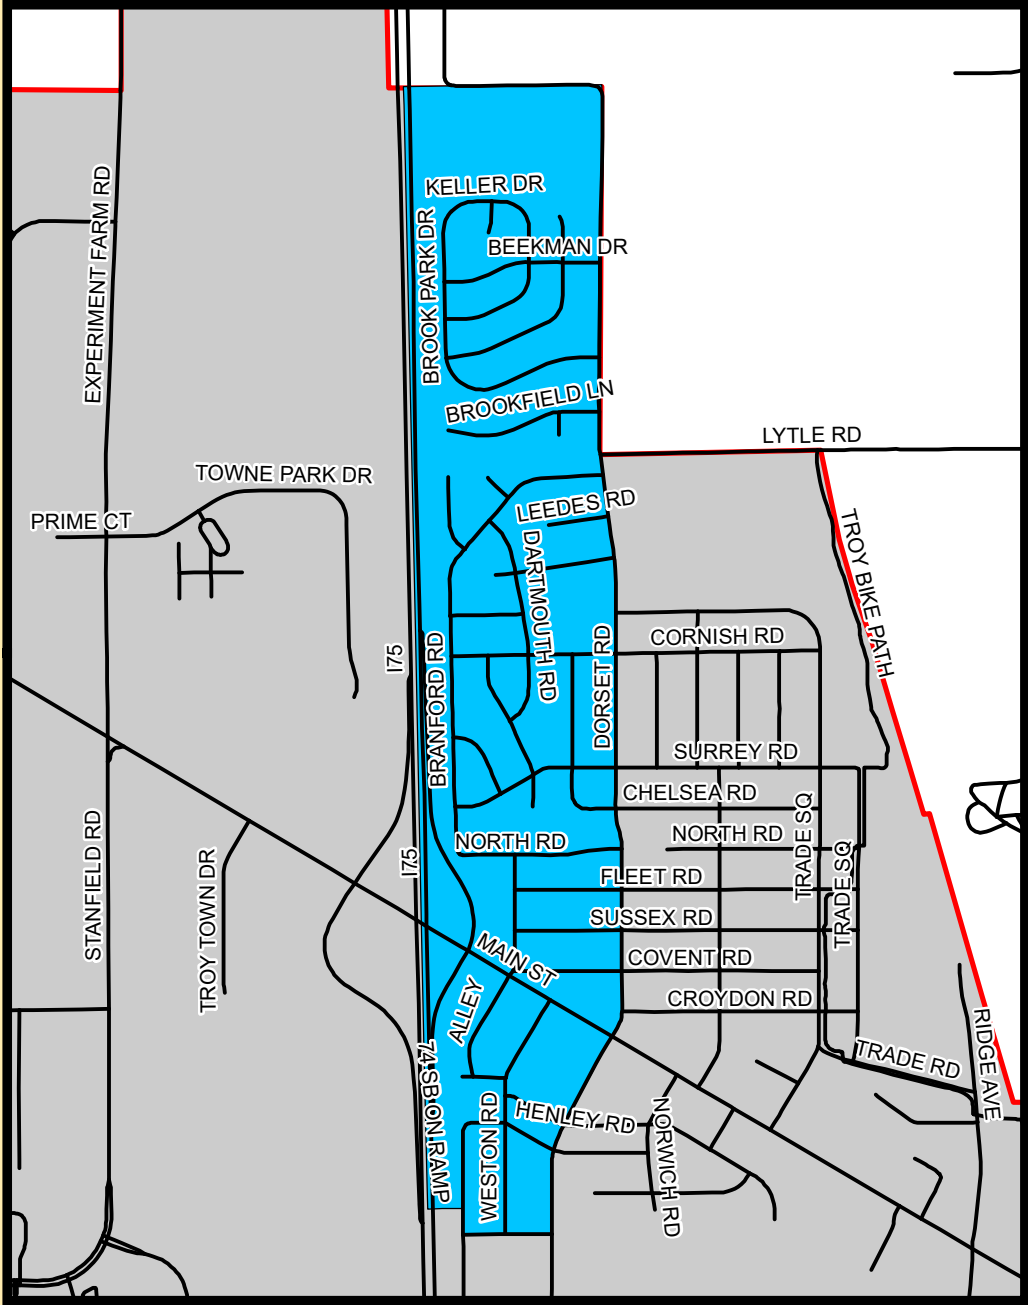 KELLER DR
EXPERIMENT FARM RD
BROOK PARK DR
BEEKMAN DR
BROOKFIELD LN
LYTLE RD
TOWNE PARK DR
LEEDES RD
PRIME CT
TROY BIKE PATH
DARTMOUTH RD
CORNISH RD
DORSET RD
I75
BRANFORD RD
SURREY RD
CHELSEA RD
TRADE SQ
NORTH RD
NORTH RD
I75
STANFIELD RD
TROY TOWN DR
FLEET RD
TRADE SQ
SUSSEX RD
MAIN ST
COVENT RD
ALLEY
CROYDON RD
RIDGE AVE
TRADE RD
74 SB ON RAMP
WESTON RD
HENLEY RD
NORWICH RD